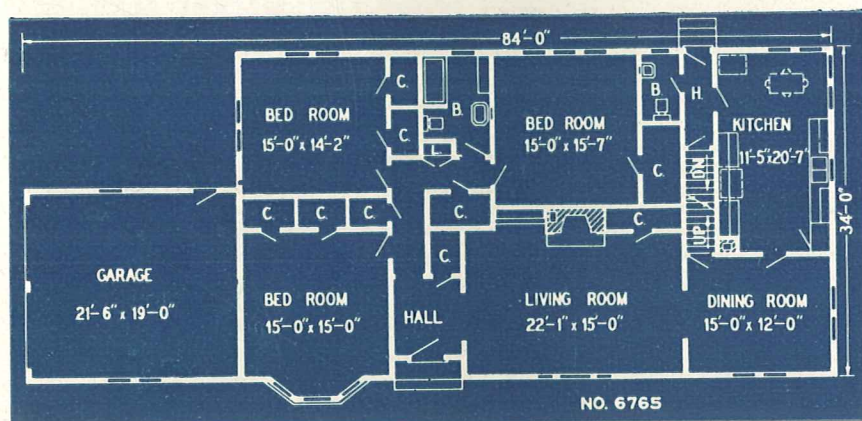 84'-0"
C.
B.
BED ROOM
15'-0" x 14'-2"
C.
L.
BED ROOM
15'-0" x 15'-7"
B.
H.
C.
KITCHEN
11'-5" x 20'-7"
DN
UP
34'-0"
C.
C.
C.
C.
C.
C.
GARAGE
21'-6" x 19'-0"
BED ROOM
15'-0" x 15'-0"
HALL
LIVING ROOM
22'-1" x 15'-0"
DINING ROOM
15'-0" x 12'-0"
NO. 6765